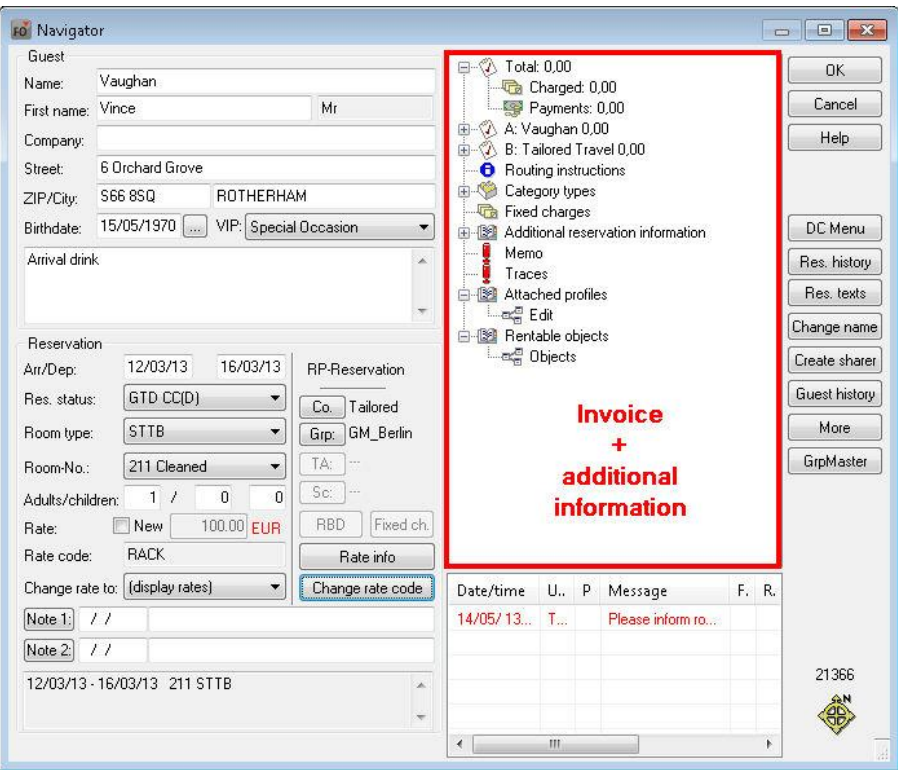 FO Navigator
Guest
Name: Vaughan
First name: Vince Mr
Company:
Street: 6 Orchard Grove
ZIP/City: S66 8SQ ROTHERHAM
Birthdate: 15/05/1970 ... VIP: Special Occasion
Arrival drink
Reservation
Arr/Dep: 12/03/13 16/03/13
Res. status: GTD CC(D)
Room type: STTB
Room-No.: 211 Cleaned
Adults/children: 1 / 0 0
Rate: New 100.00 EUR
Rate code: RACK
Change rate to: (display rates)
RP-Reservation
Co. Tailored
Grp: GM_Berlin
TA: ---
Sc: ---
RBD Fixed ch.
Rate info
Change rate code
Note 1: / /
Note 2: / /
12/03/13 - 16/03/13 211 STTB
Total: 0,00
Charged: 0,00
Payments: 0,00
A: Vaughan 0,00
B: Tailored Travel 0,00
Routing instructions
Category types
Fixed charges
Additional reservation information
Memo
Traces
Attached profiles
Edit
Rentable objects
Objects
Invoice
+
additional
information
Date/time U.. P Message F. R.
14/05/ 13... T... Please inform ro...
OK
Cancel
Help
DC Menu
Res. history
Res. texts
Change name
Create sharer
Guest history
More
GrpMaster
21366
N